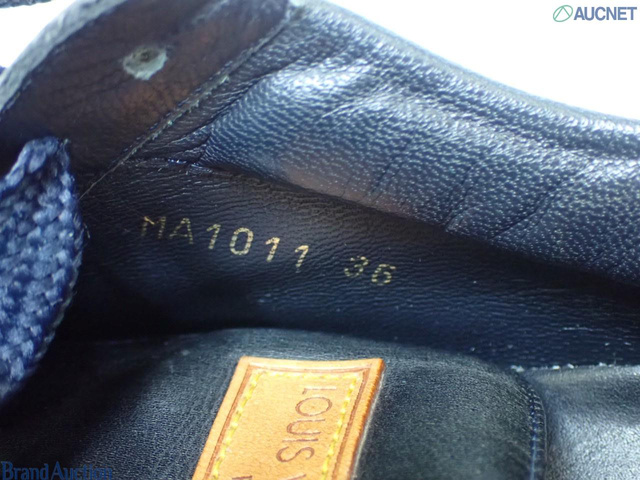 AUCNET
MA1011 36
LOUIS
Brand Auction